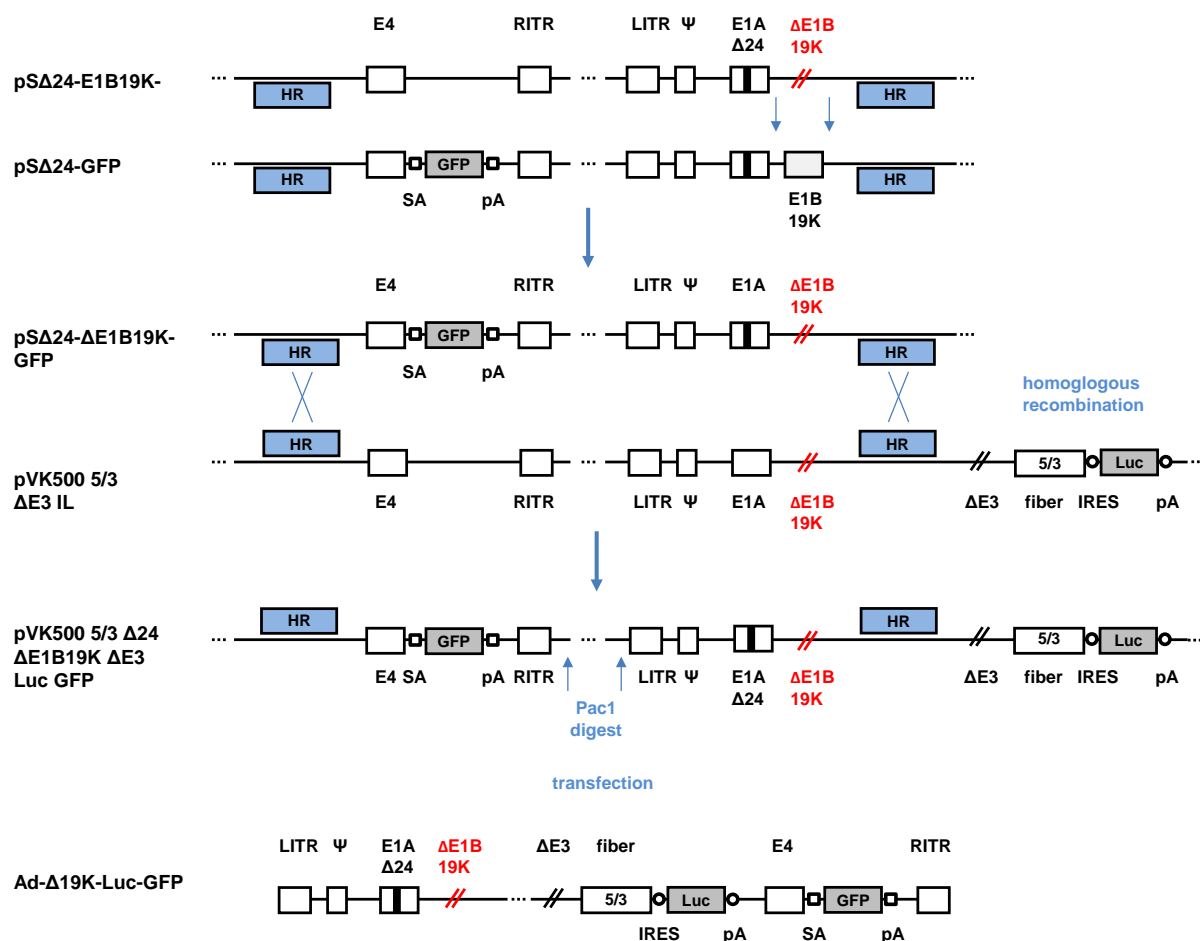 E4 RITR LITR Ψ E1A ΔE1B
Δ24 19K
pSΔ24-E1B19K-
... ... ...
HR HR
pSΔ24-GFP
... GFP ... ...
HR HR
SA pA E1B
19K
E4 RITR LITR Ψ E1A ΔE1B
19K
pSΔ24-ΔE1B19K-
GFP
... GFP ... ...
HR HR
SA pA
homoglogous
recombination
HR HR
pVK500 5/3
ΔE3 IL
... ... 5/3 Luc ...
E4 RITR LITR Ψ E1A ΔE1B ΔE3 fiber IRES pA
19K
HR HR
pVK500 5/3 Δ24
ΔE1B19K ΔE3
Luc GFP
... GFP ... 5/3 Luc ...
E4 SA pA RITR LITR Ψ E1A ΔE1B ΔE3 fiber IRES pA
Δ24 19K
Pac1
digest
transfection
LITR Ψ E1A ΔE1B ΔE3 fiber E4 RITR
Δ24 19K
Ad-Δ19K-Luc-GFP
... 5/3 Luc GFP
IRES pA SA pA